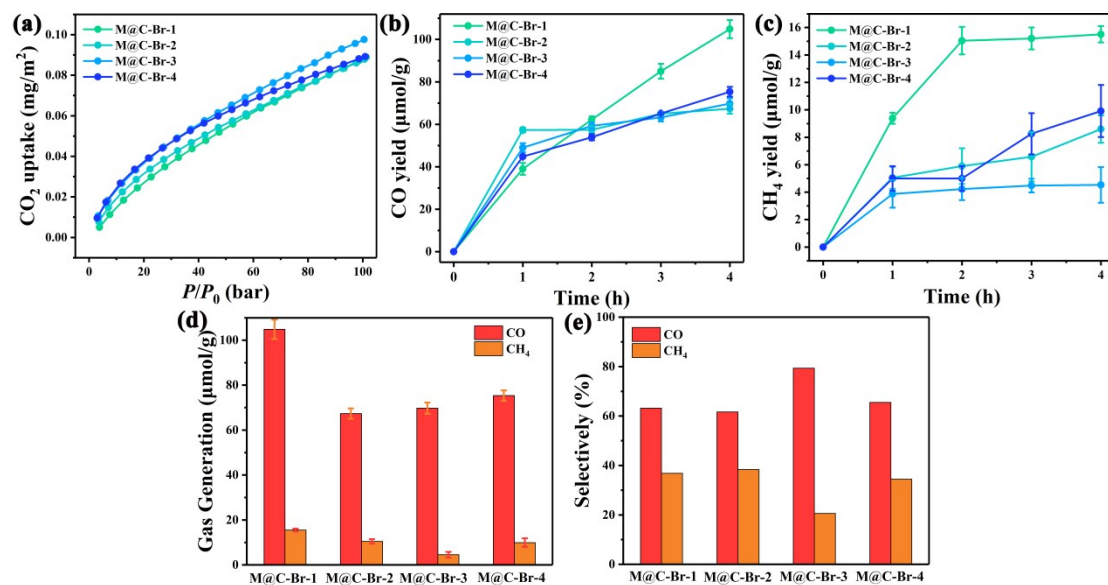 (a)
M@C-Br-1
M@C-Br-2
M@C-Br-3
M@C-Br-4
CO2 uptake (mg/m2)
0.10
0.08
0.06
0.04
0.02
0.00
0 20 40 60 80 100
P/P0 (bar)
(b)
M@C-Br-1
M@C-Br-2
M@C-Br-3
M@C-Br-4
CO yield (μmol/g)
120
100
80
60
40
20
0
0 1 2 3 4
Time (h)
(c)
M@C-Br-1
M@C-Br-2
M@C-Br-3
M@C-Br-4
CH4 yield (μmol/g)
16
14
12
10
8
6
4
2
0
0 1 2 3 4
Time (h)
(d)
CO
CH4
Gas Generation (μmol/g)
100
80
60
40
20
0
M@C-Br-1 M@C-Br-2 M@C-Br-3 M@C-Br-4
(e)
CO
CH4
Selectively (%)
100
80
60
40
20
0
M@C-Br-1 M@C-Br-2 M@C-Br-3 M@C-Br-4